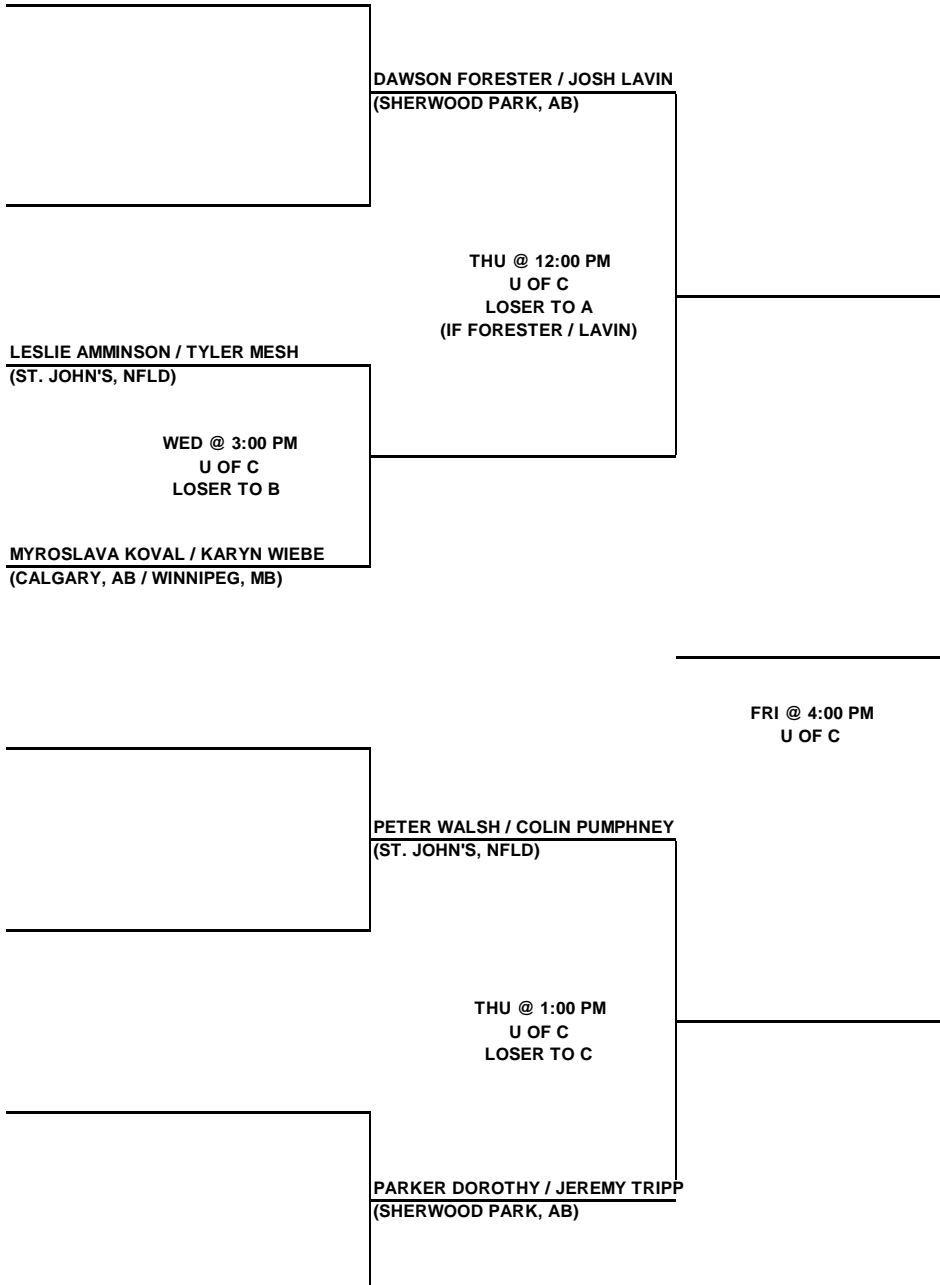 DAWSON FORESTER / JOSH LAVIN
(SHERWOOD PARK, AB)
THU @ 12:00 PM
U OF C
LOSER TO A
(IF FORESTER / LAVIN)
LESLIE AMMINSON / TYLER MESH
(ST. JOHN'S, NFLD)
WED @ 3:00 PM
U OF C
LOSER TO B
MYROSLAVA KOVAL / KARYN WIEBE
(CALGARY, AB / WINNIPEG, MB)
FRI @ 4:00 PM
U OF C
PETER WALSH / COLIN PUMPHNEY
(ST. JOHN'S, NFLD)
THU @ 1:00 PM
U OF C
LOSER TO C
PARKER DOROTHY / JEREMY TRIPP
(SHERWOOD PARK, AB)